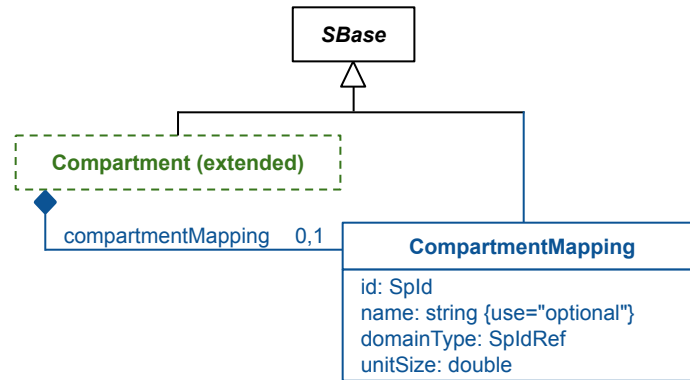 SBase
Compartment (extended)
compartmentMapping 0,1
CompartmentMapping
id: SpId
name: string {use="optional"}
domainType: SpIdRef
unitSize: double